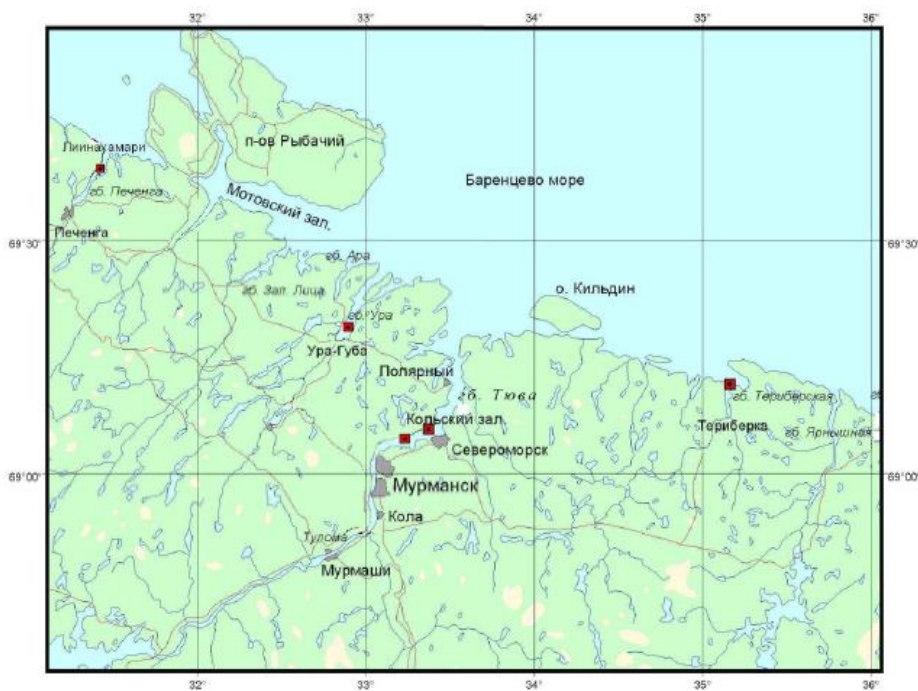 32° 33° 34° 35° 36°
п-ов Рыбачий
Лиинахамари
Баренцево море
гб. Печенга
Мотовский зал.
Печенга
69°30' 69°30'
гб. Ара
гб. Зап. Лица
о. Кильдин
гб. Ура
Ура-Губа
Полярный
гб. Тюва
гб. Териберская
Кольский зал.
Териберка
гб. Ярнышная
Североморск
69°00' 69°00'
Мурманск
Кола
Тулома
Мурмаши
32° 33° 34° 35° 36°